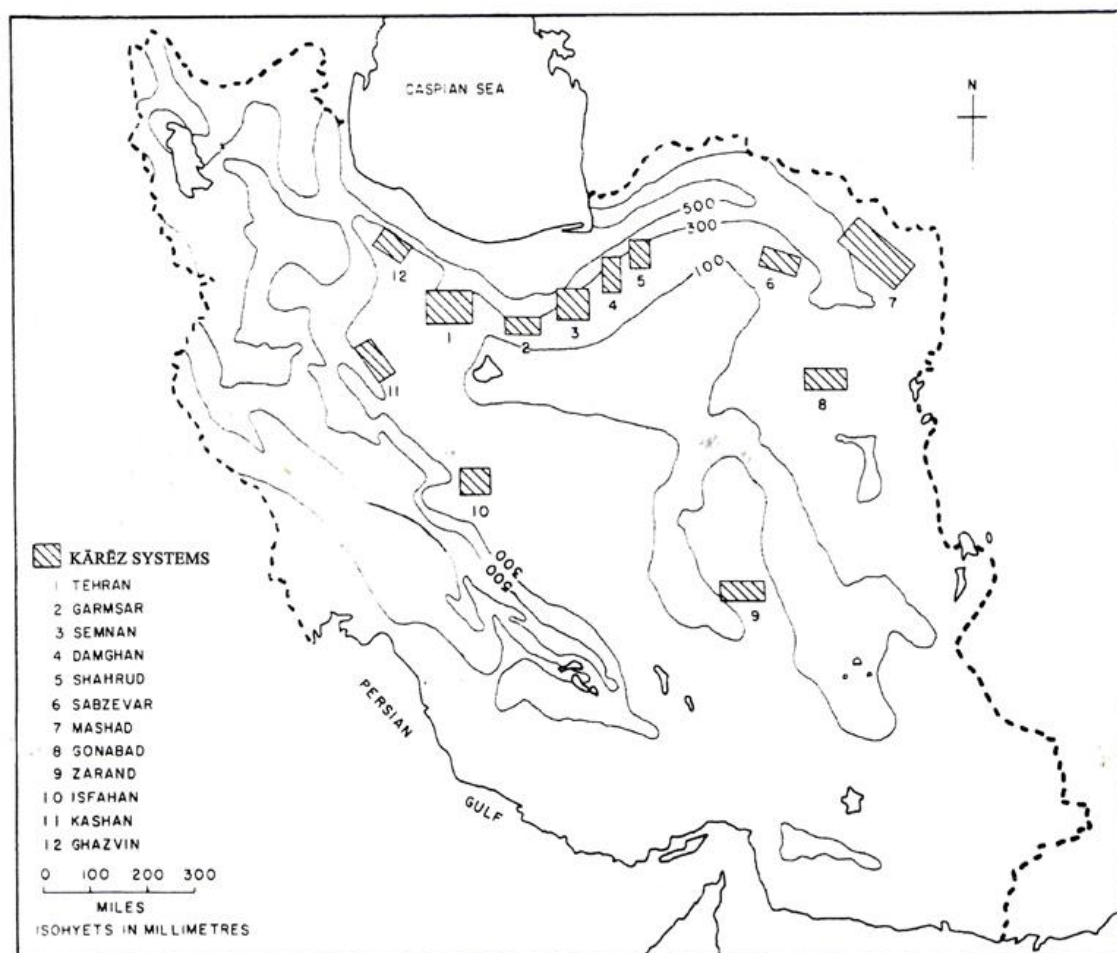 CASPIAN SEA
N
500
300
100
12
1
2
3
4
5
6
7
11
8
10
9
300
500
PERSIAN
GULF
KĀRĒZ SYSTEMS
1 TEHRAN
2 GARMSAR
3 SEMNAN
4 DAMGHAN
5 SHAHRUD
6 SABZEVAR
7 MASHAD
8 GONABAD
9 ZARAND
10 ISFAHAN
11 KASHAN
12 GHAZVIN
0 100 200 300
MILES
ISOHYETS IN MILLIMETRES